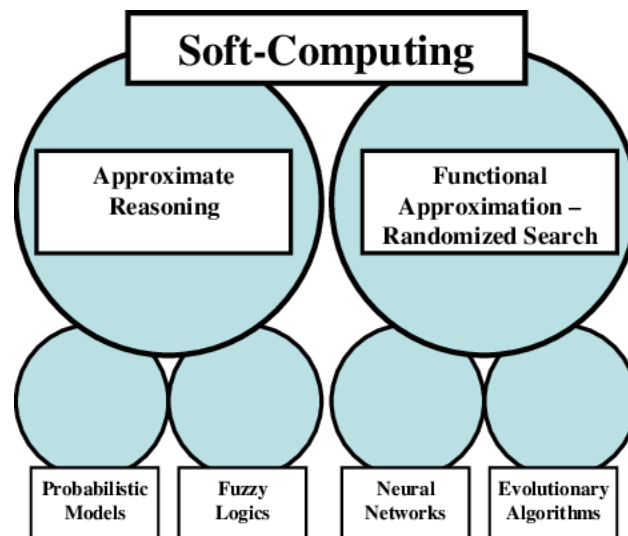 Soft-Computing
Approximate
Reasoning
Functional
Approximation –
Randomized Search
Probabilistic
Models
Fuzzy
Logics
Neural
Networks
Evolutionary
Algorithms